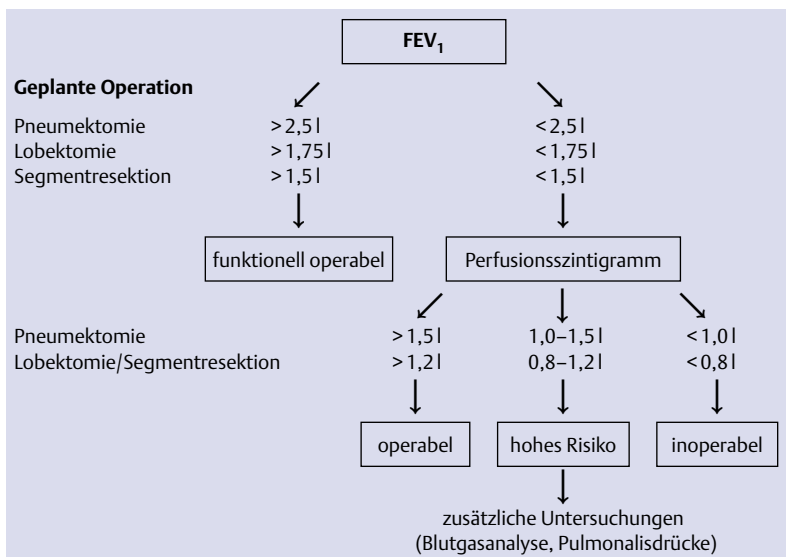 FEV1
Geplante Operation
Pneumektomie >2,5 l <2,5 l
Lobektomie >1,75 l <1,75 l
Segmentresektion >1,5 l <1,5 l
funktionell operabel Perfusionsszintigramm
Pneumektomie >1,5 l 1,0–1,5 l <1,0 l
Lobektomie/Segmentresektion >1,2 l 0,8–1,2 l <0,8 l
operabel hohes Risiko inoperabel
zusätzliche Untersuchungen
(Blutgasanalyse, Pulmonalisdrücke)